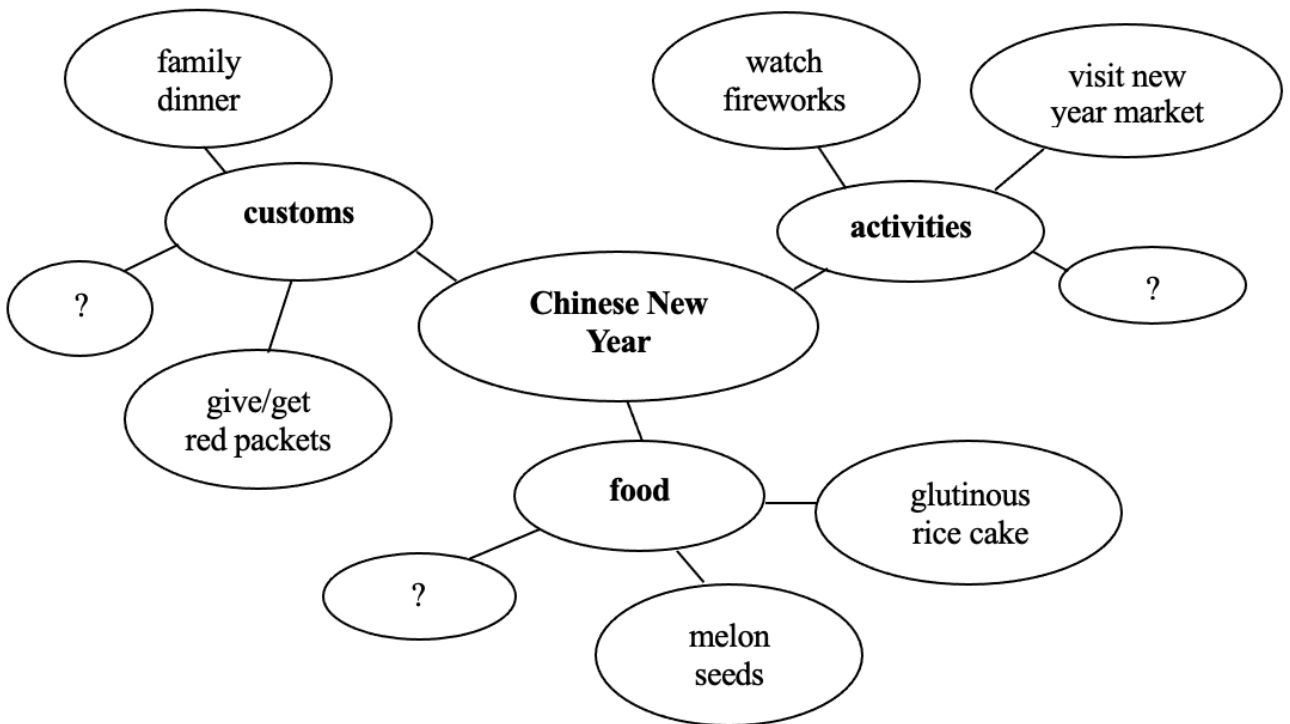 family
dinner
watch
fireworks
visit new
year market
customs
activities
?
?
Chinese New
Year
give/get
red packets
food
glutinous
rice cake
?
melon
seeds